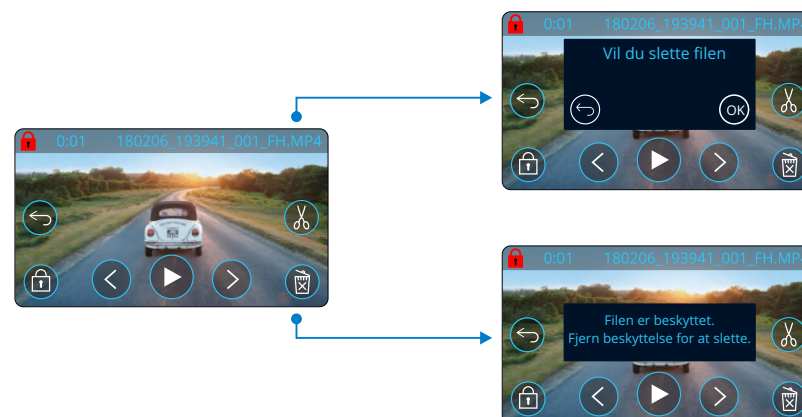 0:01 180206_193941_001_FH.MP4
0:01 180206_193941_001_FH.MP
Vil du slette filen
OK
0:01 180206_193941_001_FH.MP
Filen er beskyttet.
Fjern beskyttelse for at slette.